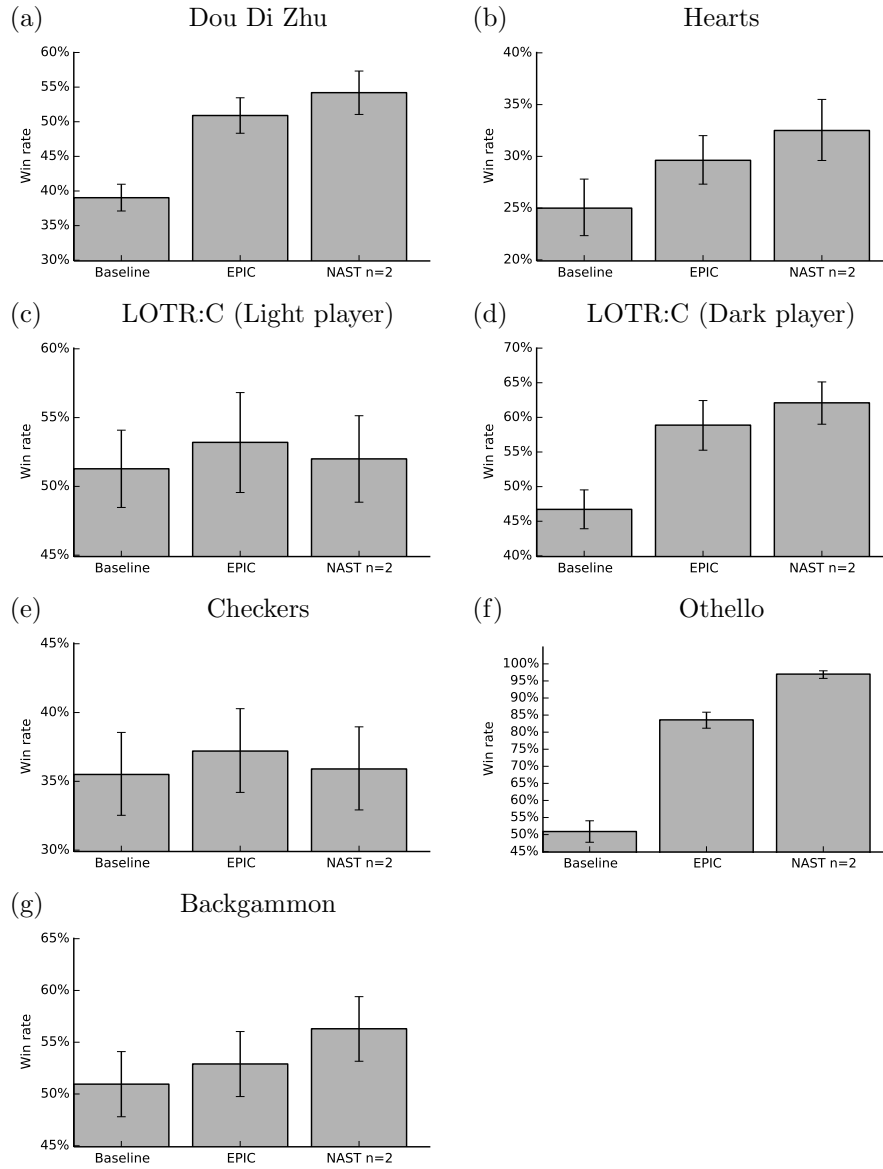 (a) Dou Di Zhu
60%
55%
50%
45%
40%
35%
30%
Win rate
Baseline EPIC NAST n=2
(b) Hearts
40%
35%
30%
25%
20%
Win rate
Baseline EPIC NAST n=2
(c) LOTR:C (Light player)
60%
55%
50%
45%
Win rate
Baseline EPIC NAST n=2
(d) LOTR:C (Dark player)
70%
65%
60%
55%
50%
45%
40%
Win rate
Baseline EPIC NAST n=2
(e) Checkers
45%
40%
35%
30%
Win rate
Baseline EPIC NAST n=2
(f) Othello
100%
95%
90%
85%
80%
75%
70%
65%
60%
55%
50%
45%
Win rate
Baseline EPIC NAST n=2
(g) Backgammon
65%
60%
55%
50%
45%
Win rate
Baseline EPIC NAST n=2